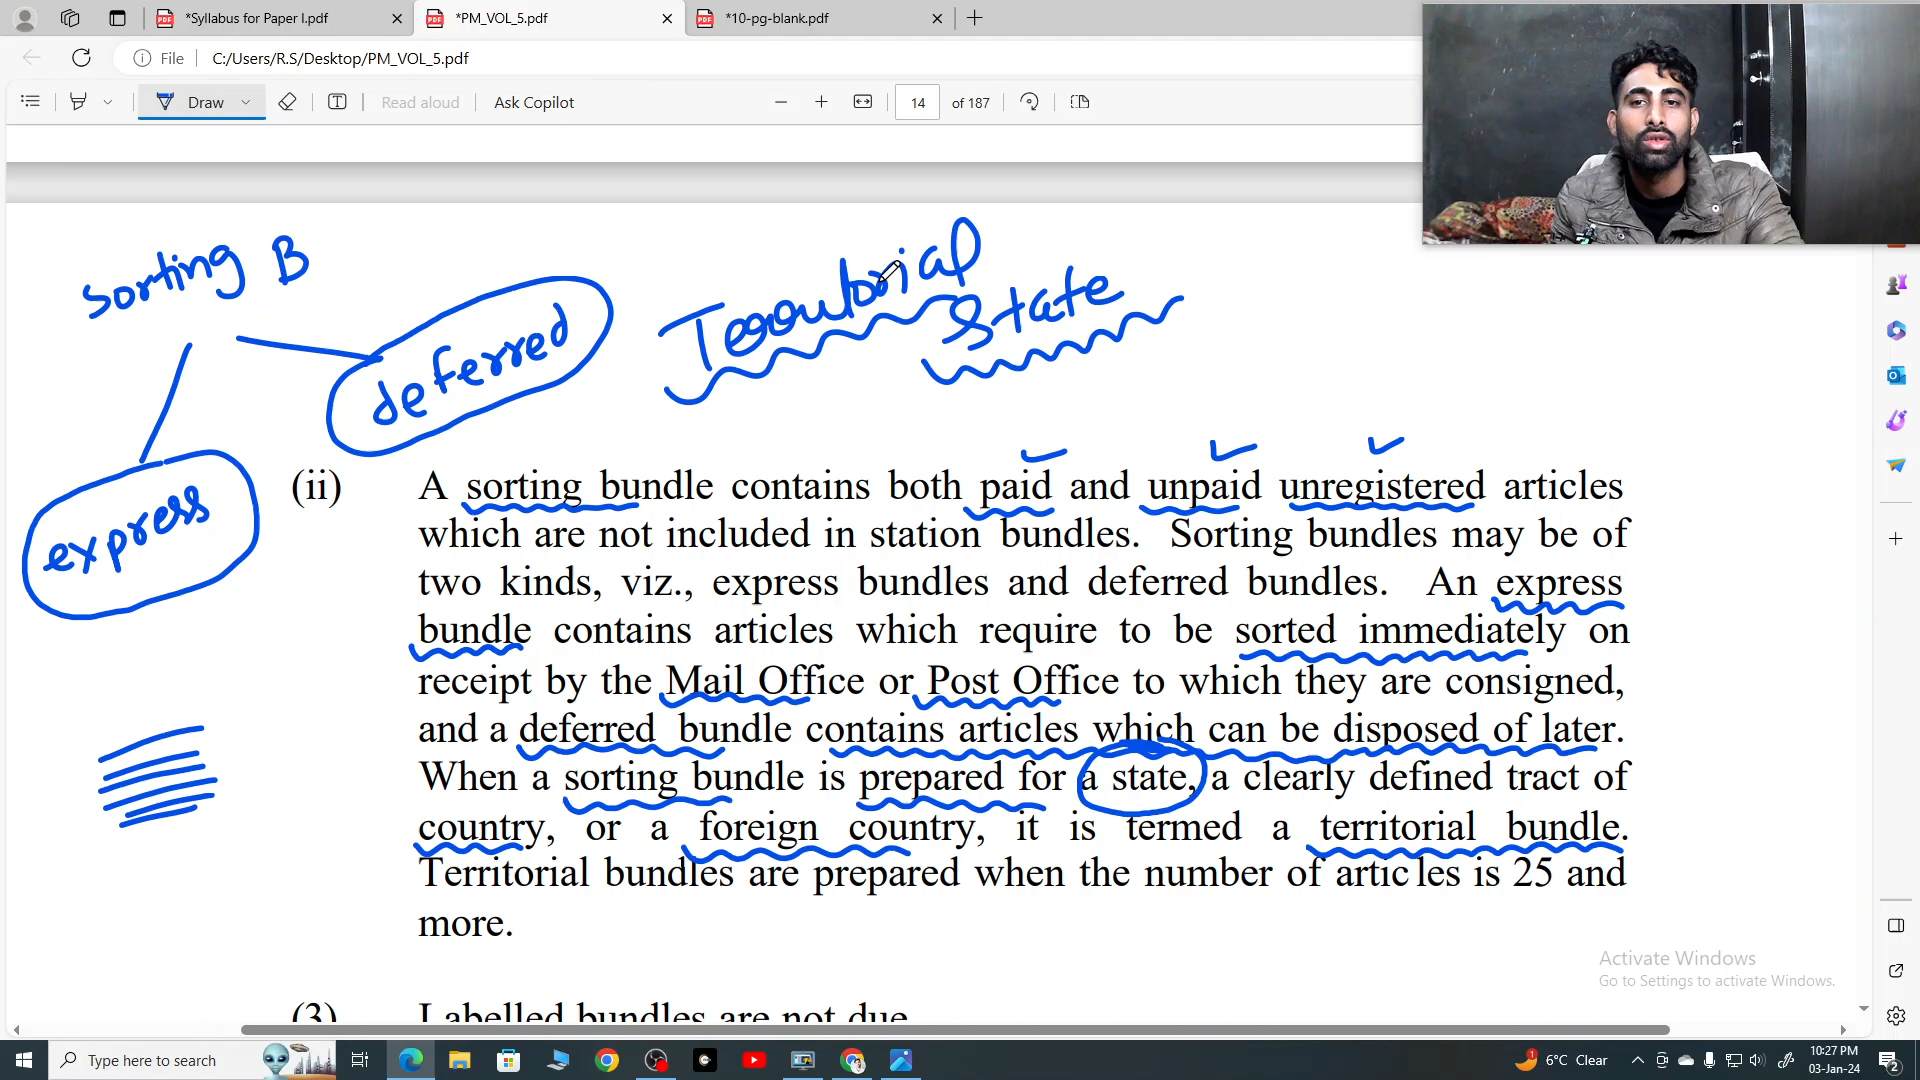 *Syllabus for Paper I.pdf
*PM_VOL_5.pdf
*10-pg-blank.pdf
File
C:/Users/R.S/Desktop/PM_VOL_5.pdf
Draw
Read aloud
Ask Copilot
14
of 187
sorting B
deferred
express
State
(ii) A sorting bundle contains both paid and unpaid unregistered articles
which are not included in station bundles. Sorting bundles may be of
two kinds, viz., express bundles and deferred bundles. An express
bundle contains articles which require to be sorted immediately on
receipt by the Mail Office or Post Office to which they are consigned,
and a deferred bundle contains articles which can be disposed of later.
When a sorting bundle is prepared for a state, a clearly defined tract of
country, or a foreign country, it is termed a territorial bundle.
Territorial bundles are prepared when the number of articles is 25 and
more.
(3) Labelled bundles are not due
Activate Windows
Go to Settings to activate Windows.
Type here to search
1
6°C Clear
10:27 PM
03-Jan-24
2